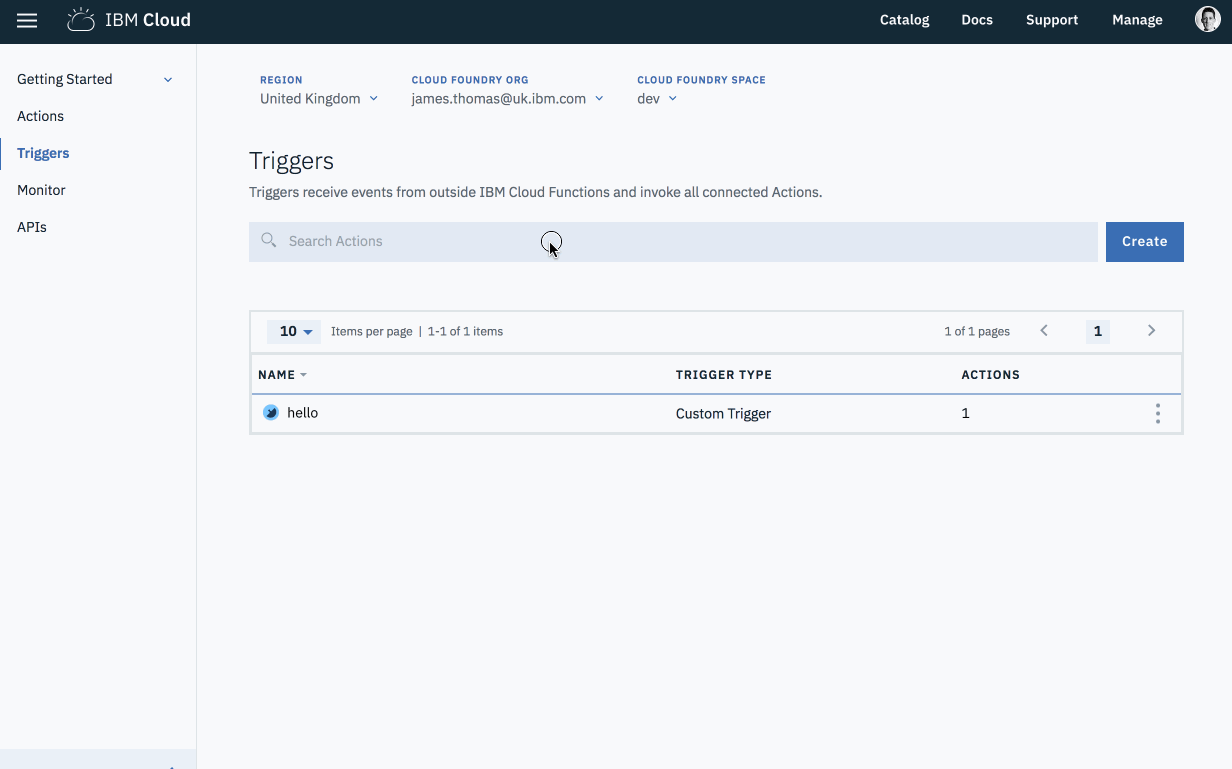 IBM Cloud
Catalog Docs Support Manage
Getting Started
Actions
Triggers
Monitor
APIs
REGION CLOUD FOUNDRY ORG CLOUD FOUNDRY SPACE
United Kingdom james.thomas@uk.ibm.com dev
Triggers
Triggers receive events from outside IBM Cloud Functions and invoke all connected Actions.
Search Actions Create
10 Items per page | 1-1 of 1 items 1 of 1 pages 1
NAME TRIGGER TYPE ACTIONS
hello Custom Trigger 1